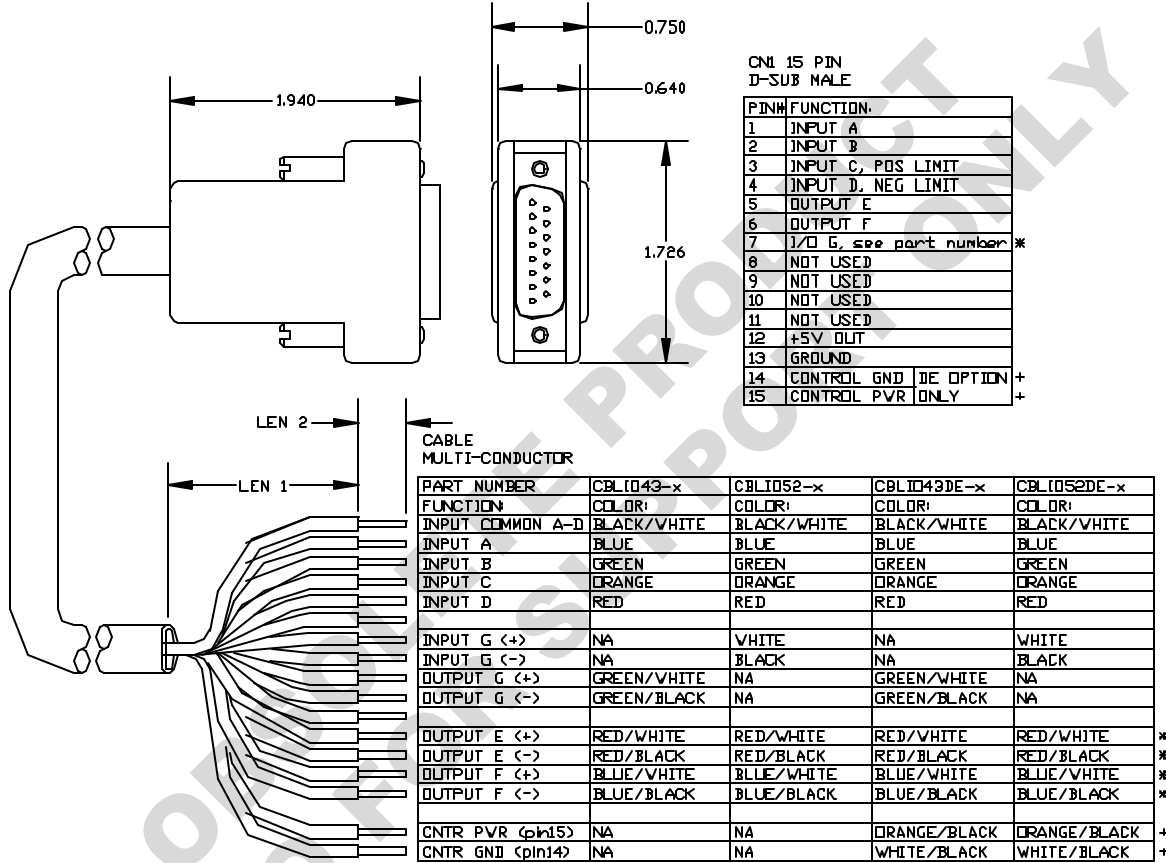 0.750
0.640
1.940
1.726
CN1 15 PIN
D-SUB MALE
PIN# FUNCTION:
1 INPUT A
2 INPUT B
3 INPUT C, POS LIMIT
4 INPUT D, NEG LIMIT
5 OUTPUT E
6 OUTPUT F
7 I/O G, see part number *
8 NOT USED
9 NOT USED
10 NOT USED
11 NOT USED
12 +5V OUT
13 GROUND
14 CONTROL GND DE OPTION +
15 CONTROL PWR ONLY +
LEN 2
LEN 1
CABLE
MULTI-CONDUCTOR
PART NUMBER CBLIO43-x CBLIO52-x CBLIO43DE-x CBLIO52DE-x
FUNCTION: COLOR: COLOR: COLOR: COLOR:
INPUT COMMON A-D BLACK/WHITE BLACK/WHITE BLACK/WHITE BLACK/WHITE
INPUT A BLUE BLUE BLUE BLUE
INPUT B GREEN GREEN GREEN GREEN
INPUT C ORANGE ORANGE ORANGE ORANGE
INPUT D RED RED RED RED
INPUT G (+) NA WHITE NA WHITE
INPUT G (-) NA BLACK NA BLACK
OUTPUT G (+) GREEN/WHITE NA GREEN/WHITE NA
OUTPUT G (-) GREEN/BLACK NA GREEN/BLACK NA
OUTPUT E (+) RED/WHITE RED/WHITE RED/WHITE RED/WHITE *
OUTPUT E (-) RED/BLACK RED/BLACK RED/BLACK RED/BLACK *
OUTPUT F (+) BLUE/WHITE BLUE/WHITE BLUE/WHITE BLUE/WHITE *
OUTPUT F (-) BLUE/BLACK BLUE/BLACK BLUE/BLACK BLUE/BLACK *
CNTR PWR (pin15) NA NA ORANGE/BLACK ORANGE/BLACK +
CNTR GND (pin14) NA NA WHITE/BLACK WHITE/BLACK +
OBSOLETE PRODUCT
FOR SUPPORT ONLY